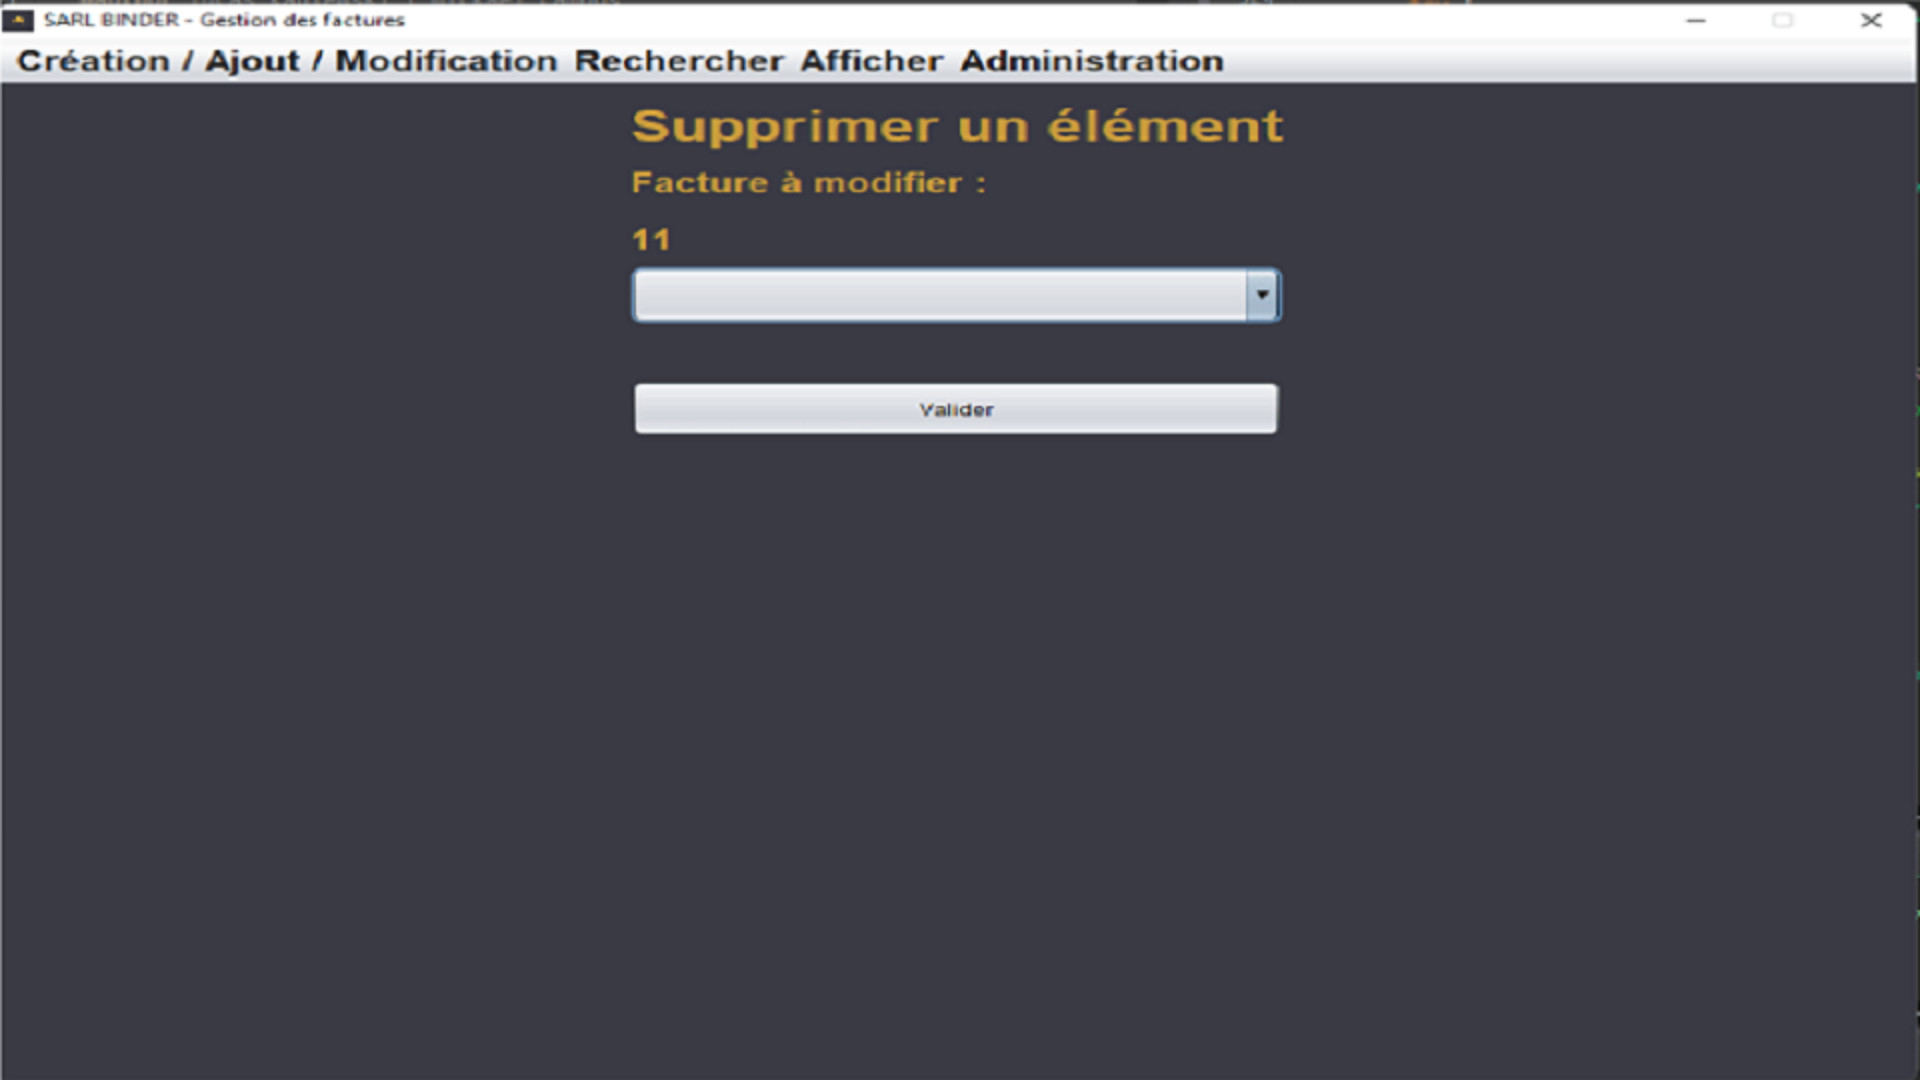 SARL BINDER - Gestion des factures
Création / Ajout / Modification Rechercher Afficher Administration
Supprimer un élément
Facture à modifier :
11
Valider